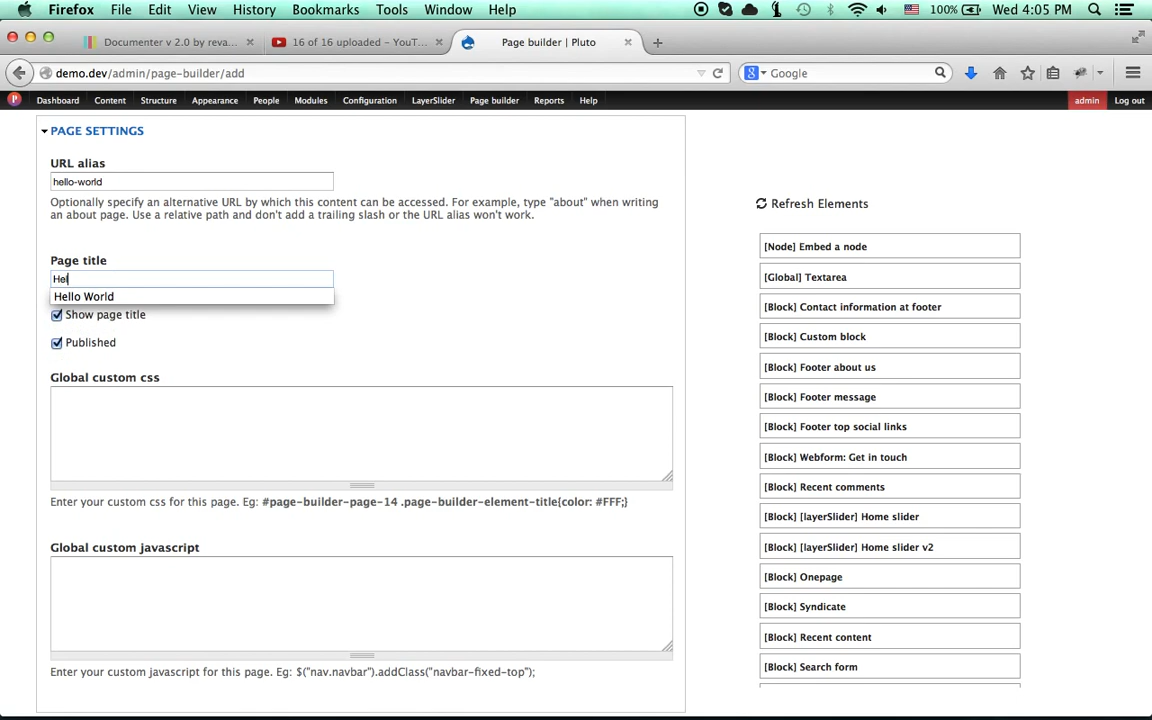 Firefox File Edit View History Bookmarks Tools Window Help 100% Wed 4:05 PM
Documenter v 2.0 by reva... × 16 of 16 uploaded – YouT... × Page builder | Pluto ×
demo.dev/admin/page-builder/add Google
Dashboard Content Structure Appearance People Modules Configuration LayerSlider Page builder Reports Help admin Log out
PAGE SETTINGS
URL alias
hello-world
Optionally specify an alternative URL by which this content can be accessed. For example, type "about" when writing
an about page. Use a relative path and don't add a trailing slash or the URL alias won't work.
Page title
Hel
Hello World
Show page title
Published
Global custom css
Enter your custom css for this page. Eg: #page-builder-page-14 .page-builder-element-title{color: #FFF;}
Global custom javascript
Enter your custom javascript for this page. Eg: $("nav.navbar").addClass("navbar-fixed-top");
Refresh Elements
[Node] Embed a node
[Global] Textarea
[Block] Contact information at footer
[Block] Custom block
[Block] Footer about us
[Block] Footer message
[Block] Footer top social links
[Block] Webform: Get in touch
[Block] Recent comments
[Block] [layerSlider] Home slider
[Block] [layerSlider] Home slider v2
[Block] Onepage
[Block] Syndicate
[Block] Recent content
[Block] Search form